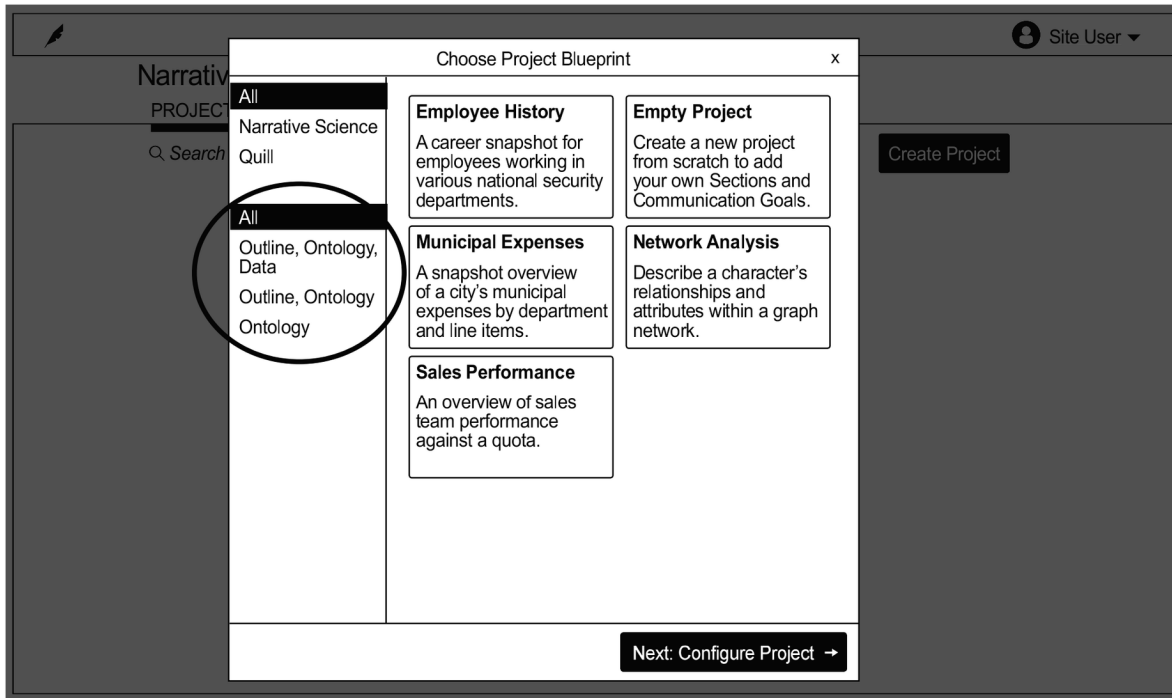 Site User
Narrativ
PROJECT
Search
Create Project
Choose Project Blueprint
x
All
Narrative Science
Quill
All
Outline, Ontology,
Data
Outline, Ontology
Ontology
Employee History
A career snapshot for
employees working in
various national security
departments.
Empty Project
Create a new project
from scratch to add
your own Sections and
Communication Goals.
Municipal Expenses
A snapshot overview
of a city's municipal
expenses by department
and line items.
Network Analysis
Describe a character's
relationships and
attributes within a graph
network.
Sales Performance
An overview of sales
team performance
against a quota.
Next: Configure Project →